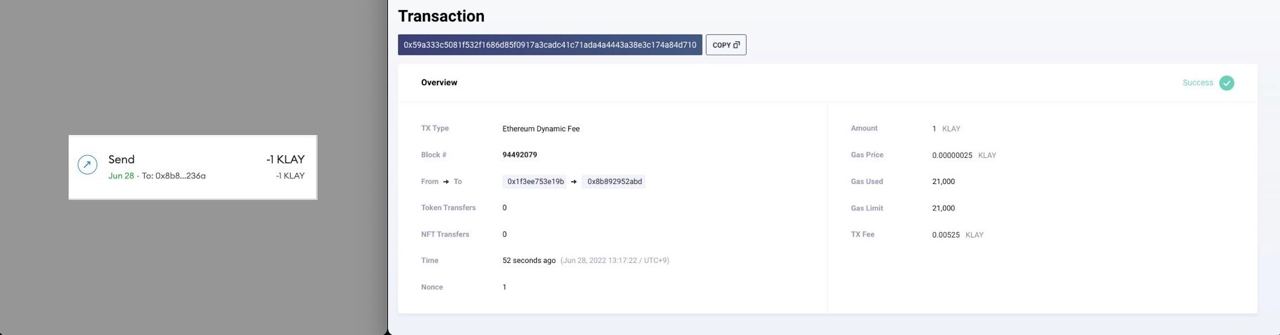 Send -1 KLAY
Jun 28 · To: 0x8b8...236a -1 KLAY
Transaction
0x59a333c5081f532f1686d85f0917a3cadc41c71ada4a4443a38e3c174a84d710 COPY
Overview Success
TX Type Ethereum Dynamic Fee
Block # 94492079
From → To 0x1f3ee753e19b → 0x8b892952abd
Token Transfers 0
NFT Transfers 0
Time 52 seconds ago (Jun 28, 2022 13:17:22 / UTC+9)
Nonce 1
Amount 1 KLAY
Gas Price 0.00000025 KLAY
Gas Used 21,000
Gas Limit 21,000
TX Fee 0.00525 KLAY